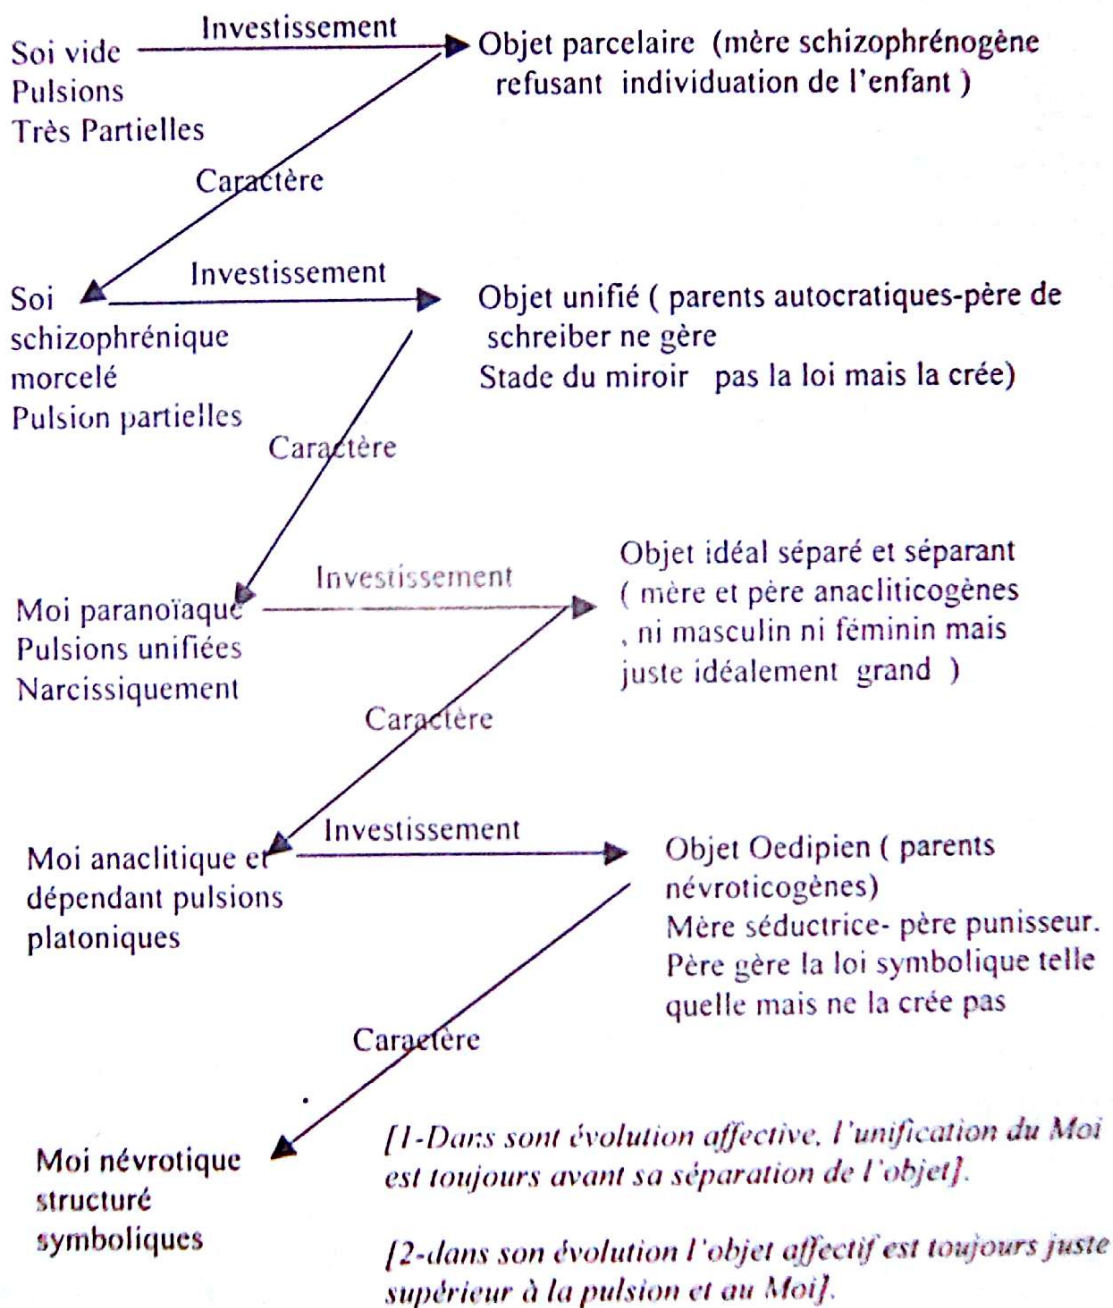 Investissement
Soi vide
Pulsions
Très Partielles
Objet parcelaire (mère schizophrénogène
refusant individuation de l'enfant )
Caractère
Investissement
Soi
schizophrénique
morcelé
Pulsion partielles
Objet unifié ( parents autocratiques-père de
schreiber ne gère
Stade du miroir pas la loi mais la crée)
Caractère
Investissement
Moi paranoïaque
Pulsions unifiées
Narcissiquement
Objet idéal séparé et séparant
( mère et père anacliticogènes
, ni masculin ni féminin mais
juste idéalement grand )
Caractère
Investissement
Moi anaclitique et
dépendant pulsions
platoniques
Objet Oedipien ( parents
névroticogènes)
Mère séductrice- père punisseur.
Père gère la loi symbolique telle
quelle mais ne la crée pas
Caractère
Moi névrotique
structuré
symboliques
[1-Dans sont évolution affective, l'unification du Moi
est toujours avant sa séparation de l'objet].
[2-dans son évolution l'objet affectif est toujours juste
supérieur à la pulsion et au Moi].